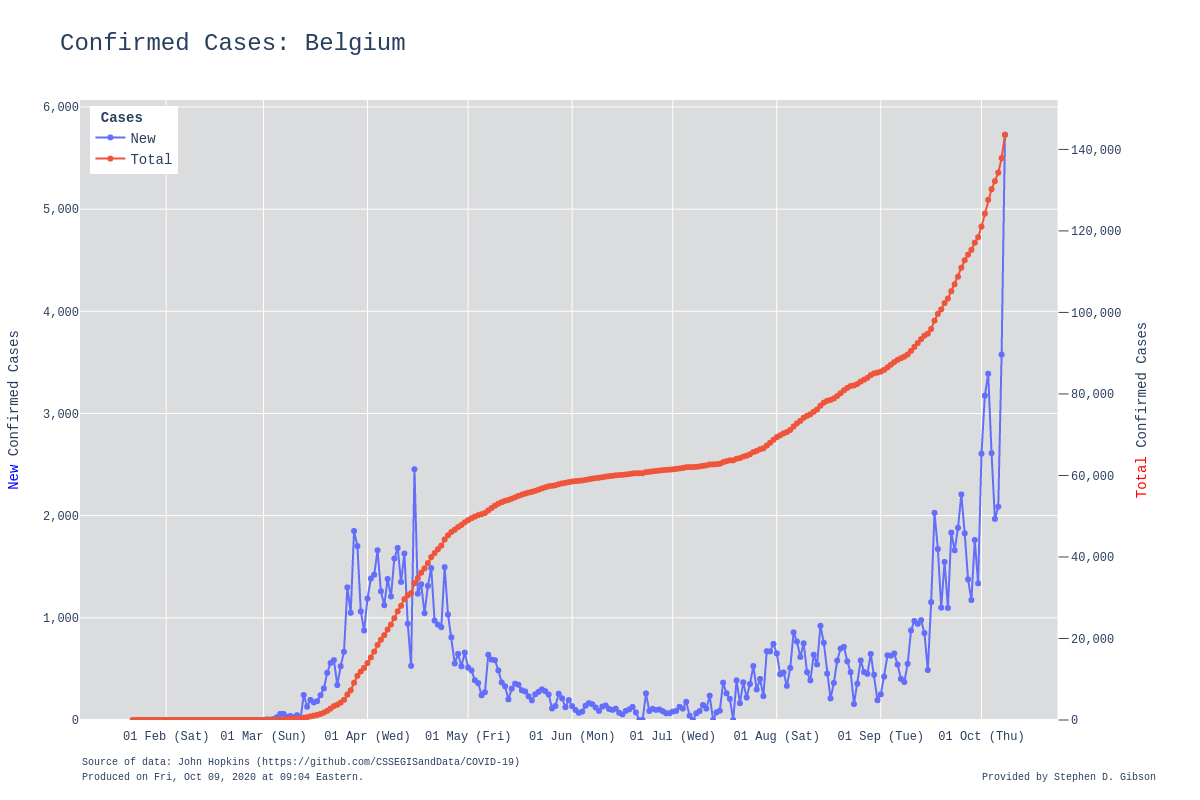 Confirmed Cases: Belgium
Cases
New
Total
6,000
5,000
4,000
3,000
2,000
1,000
0
New Confirmed Cases
140,000
120,000
100,000
80,000
60,000
40,000
20,000
0
Total Confirmed Cases
01 Feb (Sat) 01 Mar (Sun) 01 Apr (Wed) 01 May (Fri) 01 Jun (Mon) 01 Jul (Wed) 01 Aug (Sat) 01 Sep (Tue) 01 Oct (Thu)
Source of data: John Hopkins (https://github.com/CSSEGISandData/COVID-19)
Produced on Fri, Oct 09, 2020 at 09:04 Eastern.
Provided by Stephen D. Gibson